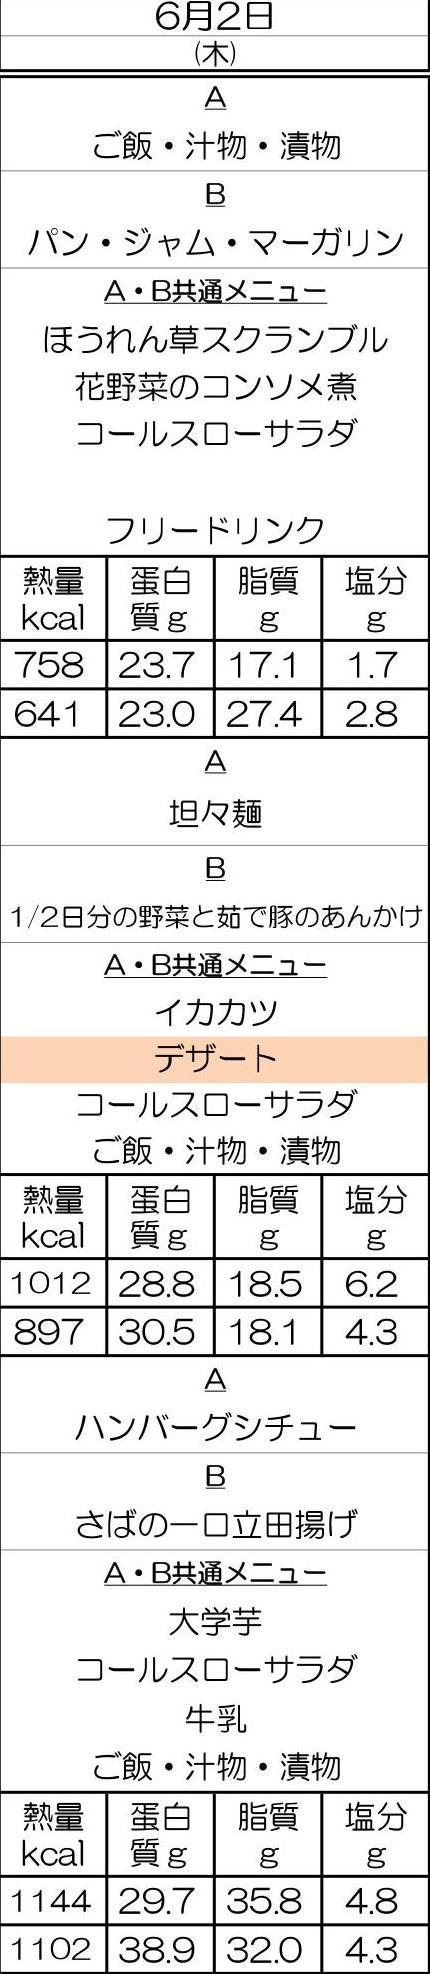 6月2日
(木)
A
ご飯・汁物・漬物
B
パン・ジャム・マーガリン
A・B共通メニュー
ほうれん草スクランブル
花野菜のコンソメ煮
コールスローサラダ
フリードリンク
熱量 蛋白 脂質 塩分
kcal 質g g g
758 23.7 17.1 1.7
641 23.0 27.4 2.8
A
坦々麺
B
1/2日分の野菜と茹で豚のあんかけ
A・B共通メニュー
イカカツ
デザート
コールスローサラダ
ご飯・汁物・漬物
熱量 蛋白 脂質 塩分
kcal 質g g g
1012 28.8 18.5 6.2
897 30.5 18.1 4.3
A
ハンバーグシチュー
B
さばの一口立田揚げ
A・B共通メニュー
大学芋
コールスローサラダ
牛乳
ご飯・汁物・漬物
熱量 蛋白 脂質 塩分
kcal 質g g g
1144 29.7 35.8 4.8
1102 38.9 32.0 4.3